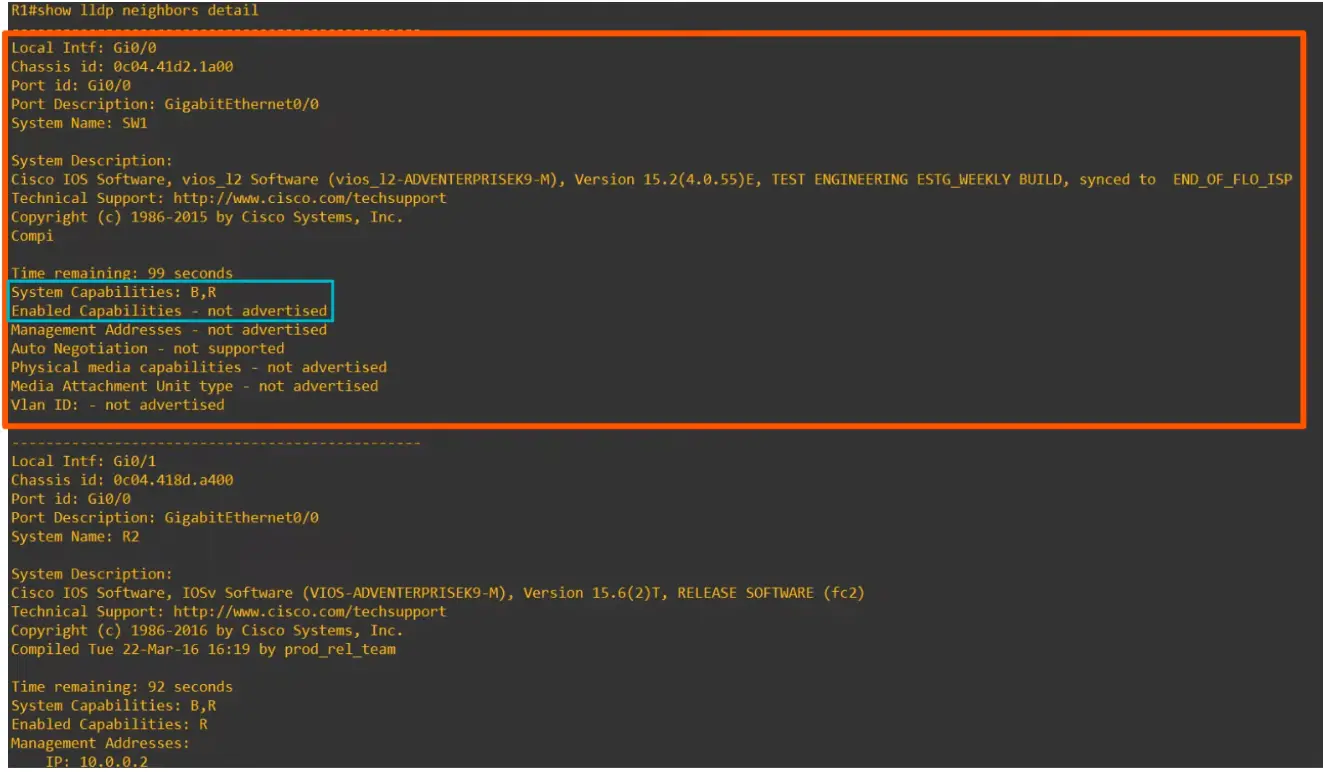 R1#show lldp neighbors detail
------------------------------------------------
Local Intf: Gi0/0
Chassis id: 0c04.41d2.1a00
Port id: Gi0/0
Port Description: GigabitEthernet0/0
System Name: SW1
System Description:
Cisco IOS Software, vios_l2 Software (vios_l2-ADVENTERPRISEK9-M), Version 15.2(4.0.55)E, TEST ENGINEERING ESTG_WEEKLY BUILD, synced to  END_OF_FLO_ISP
Technical Support: http://www.cisco.com/techsupport
Copyright (c) 1986-2015 by Cisco Systems, Inc.
Compi
Time remaining: 99 seconds
System Capabilities: B,R
Enabled Capabilities - not advertised
Management Addresses - not advertised
Auto Negotiation - not supported
Physical media capabilities - not advertised
Media Attachment Unit type - not advertised
Vlan ID: - not advertised
------------------------------------------------
Local Intf: Gi0/1
Chassis id: 0c04.418d.a400
Port id: Gi0/0
Port Description: GigabitEthernet0/0
System Name: R2
System Description:
Cisco IOS Software, IOSv Software (VIOS-ADVENTERPRISEK9-M), Version 15.6(2)T, RELEASE SOFTWARE (fc2)
Technical Support: http://www.cisco.com/techsupport
Copyright (c) 1986-2016 by Cisco Systems, Inc.
Compiled Tue 22-Mar-16 16:19 by prod_rel_team
Time remaining: 92 seconds
System Capabilities: B,R
Enabled Capabilities: R
Management Addresses:
    IP: 10.0.0.2